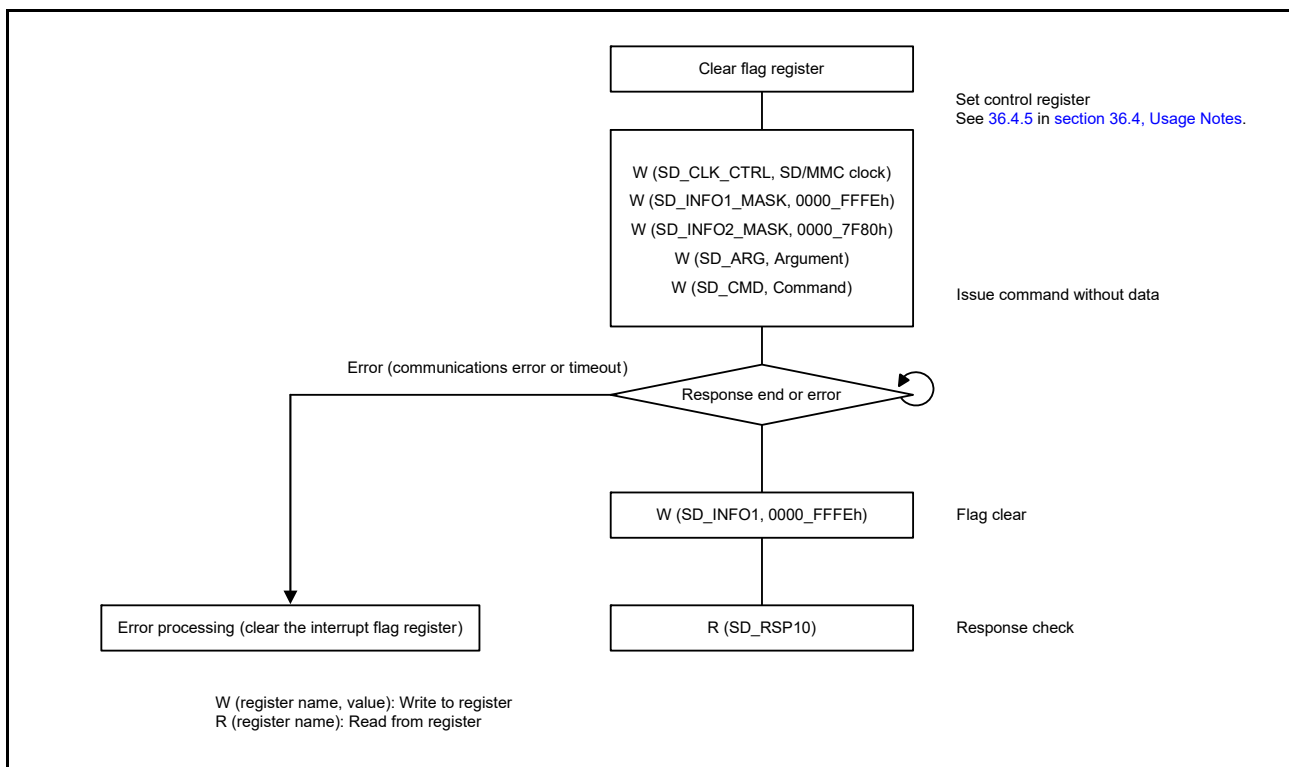 Clear flag register
Set control register
See 36.4.5 in section 36.4, Usage Notes.
W (SD_CLK_CTRL, SD/MMC clock)
W (SD_INFO1_MASK, 0000_FFFEh)
W (SD_INFO2_MASK, 0000_7F80h)
W (SD_ARG, Argument)
W (SD_CMD, Command)
Issue command without data
Error (communications error or timeout)
Response end or error
W (SD_INFO1, 0000_FFFEh)
Flag clear
Error processing (clear the interrupt flag register)
R (SD_RSP10)
Response check
W (register name, value): Write to register
R (register name): Read from register